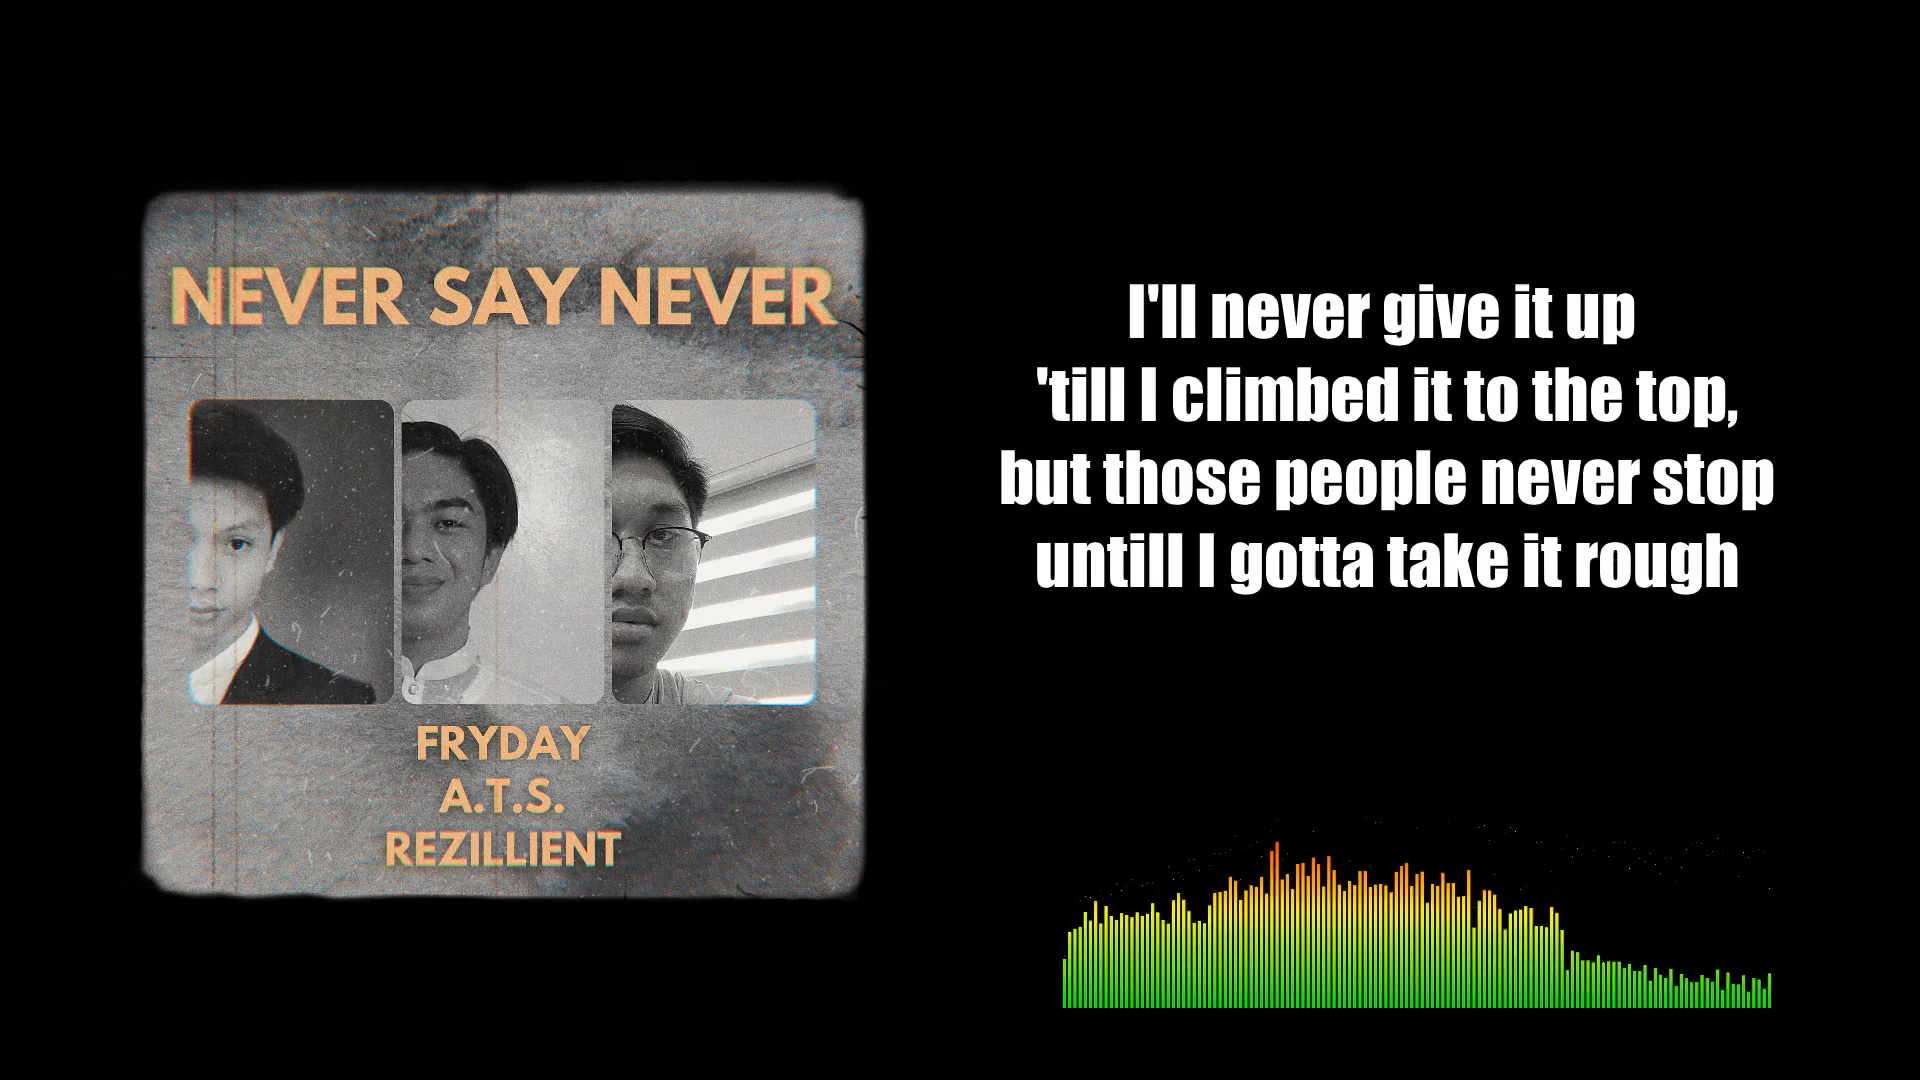 NEVER SAY NEVER
FRYDAY
A.T.S.
REZILLIENT
I'll never give it up
'till I climbed it to the top,
but those people never stop
untill I gotta take it rough